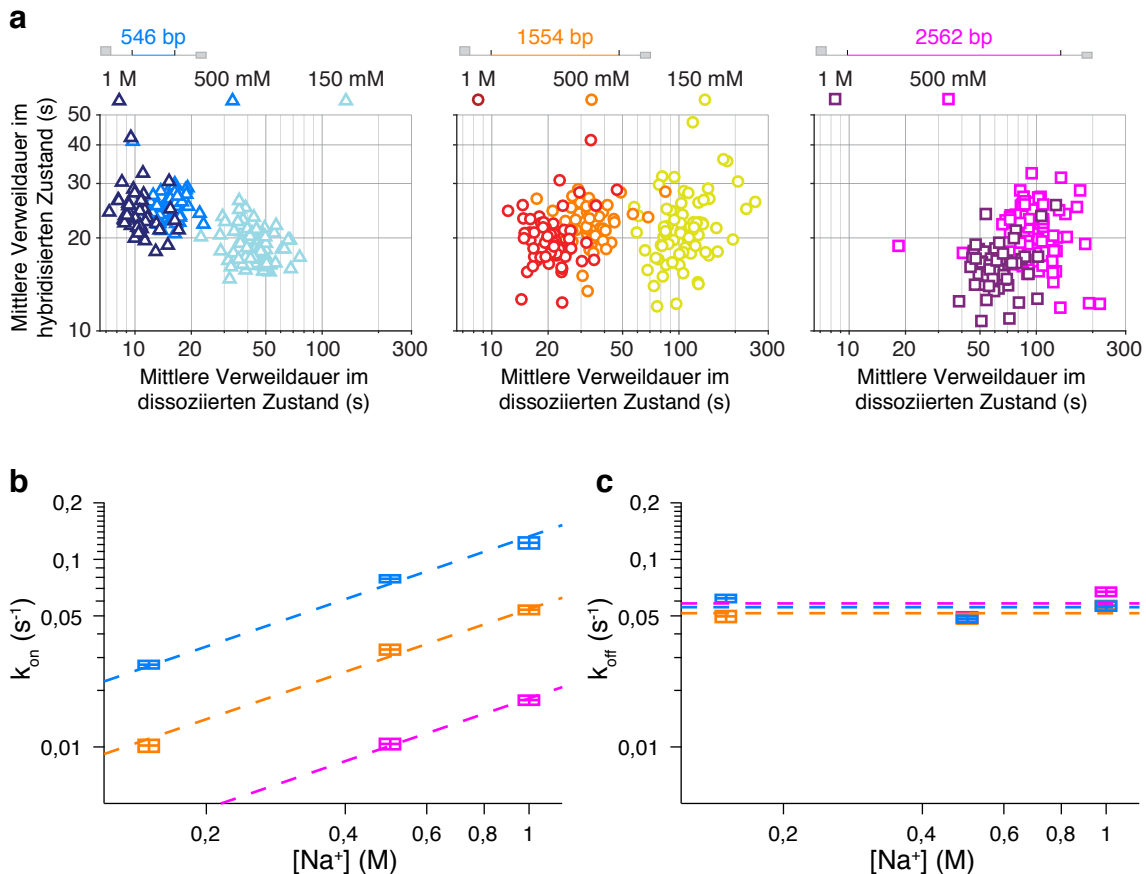 a
546 bp
1554 bp
2562 bp
1 M
500 mM
150 mM
1 M
500 mM
150 mM
1 M
500 mM
Mittlere Verweildauer im
hybridisierten Zustand (s)
50
40
30
20
10
10
20
50
100
300
10
20
50
100
300
10
20
50
100
300
Mittlere Verweildauer im
dissoziierten Zustand (s)
Mittlere Verweildauer im
dissoziierten Zustand (s)
Mittlere Verweildauer im
dissoziierten Zustand (s)
b
k_on (s⁻¹)
0,2
0,1
0,05
0,01
0,2
0,4
0,6
0,8
1
[Na⁺] (M)
c
k_off (s⁻¹)
0,2
0,1
0,05
0,01
0,2
0,4
0,6
0,8
1
[Na⁺] (M)